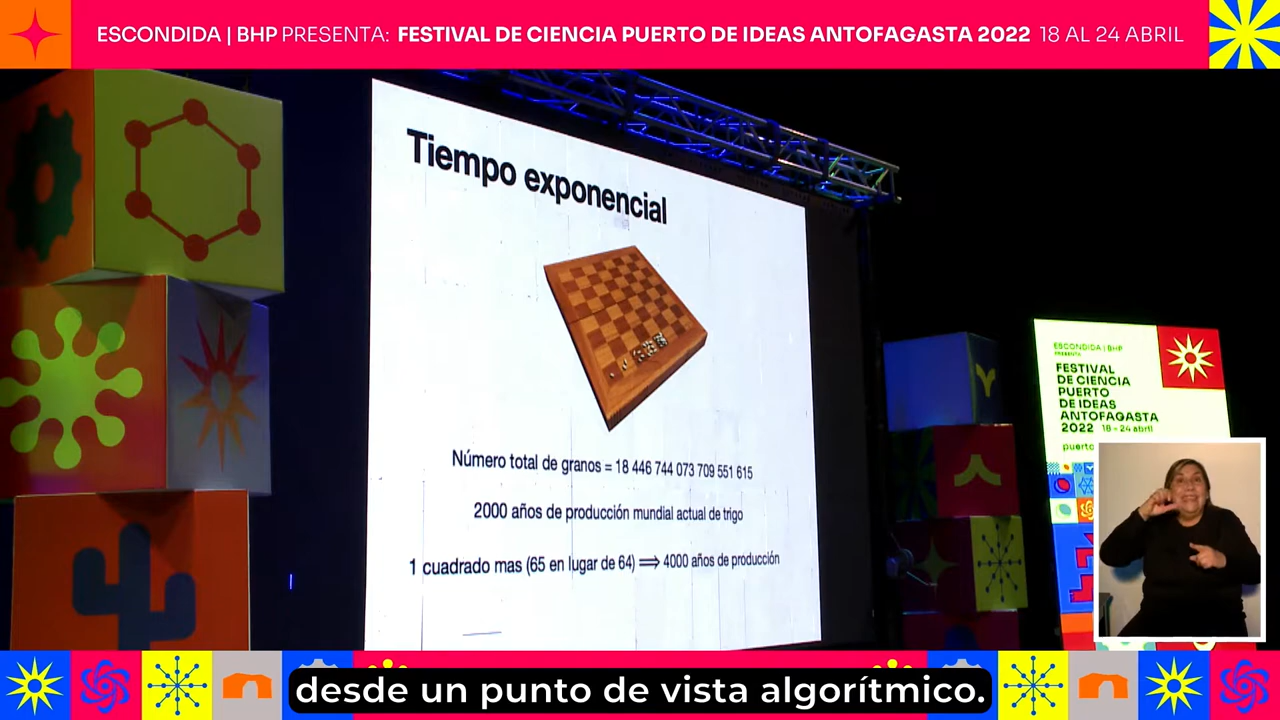 ESCONDIDA | BHP PRESENTA: FESTIVAL DE CIENCIA PUERTO DE IDEAS ANTOFAGASTA 2022 18 AL 24 ABRIL
Tiempo exponencial
Número total de granos = 18 446 744 073 709 551 615
2000 años de producción mundial actual de trigo
1 cuadrado mas (65 en lugar de 64) ⟹ 4000 años de producción
ESCONDIDA | BHP
PRESENTA
FESTIVAL
DE CIENCIA
PUERTO
DE IDEAS
ANTOFAGASTA
2022 18 - 24 abril
puerto
desde un punto de vista algorítmico.